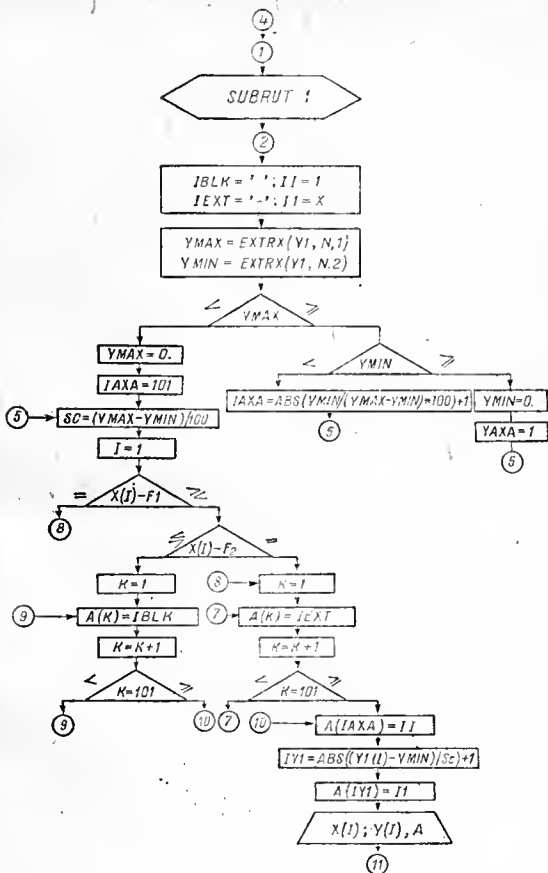 4
1
SUBRUT 1
2
IBLK=' '; II=1
IEXT='-'; I1=X
YMAX=EXTRX(Y1,N,1)
YMIN=EXTRX(Y1,N.2)
< YMAX ⩾
YMAX=0.
< YMIN ⩾
IAXA=101
IAXA=ABS(YMIN/(YMAX-YMIN)*100)+1
YMIN=0.
5
SC=(YMAX-YMIN)/100
5
YAXA=1
I=1
= X(I)-F1 ⋚
8
⋚ X(I)-F2 =
K=1
8
K=1
9
A(K)=IBLK
7
A(K)=IEXT
K=K+1
K=K+1
< K=101 ⩾
< K=101 ⩾
9
10
7
10
A(IAXA)=II
IY1=ABS((Y1(I)-YMIN)/Sc)+1
A(IY1)=I1
X(I); Y(I), A
11